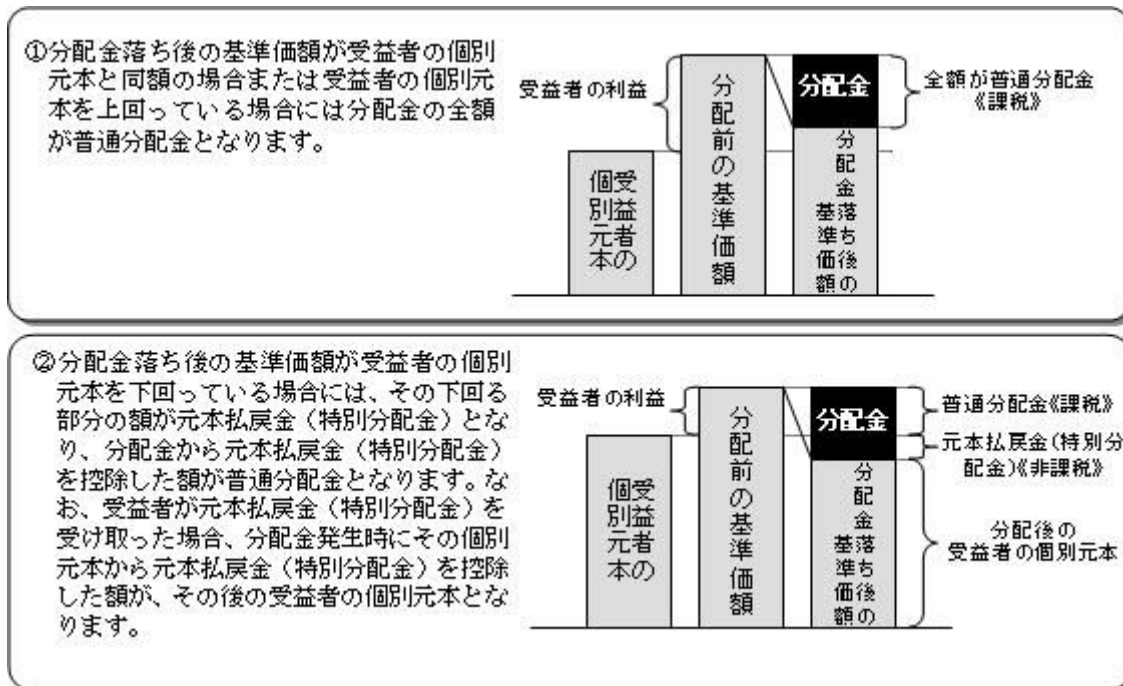 ①分配金落ち後の基準価額が受益者の個別
元本と同額の場合または受益者の個別元
本を上回っている場合には分配金の全額
が普通分配金となります。
受益者の利益
個別元本
受益者の
分配前の基準価額
分配金
基準価額
分配金落ち後の
全額が普通分配金
《課税》
②分配金落ち後の基準価額が受益者の個別
元本を下回っている場合には、その下回る
部分の額が元本払戻金(特別分配金)とな
り、分配金から元本払戻金(特別分配金)
を控除した額が普通分配金となります。な
お、受益者が元本払戻金(特別分配金)を
受け取った場合、分配金発生時にその個別
元本から元本払戻金(特別分配金)を控除
した額が、その後の受益者の個別元本とな
ります。
受益者の利益
個別元本
受益者の
分配前の基準価額
分配金
基準価額
分配金落ち後の
普通分配金《課税》
元本払戻金(特別分
配金)《非課税》
分配後の
受益者の個別元本